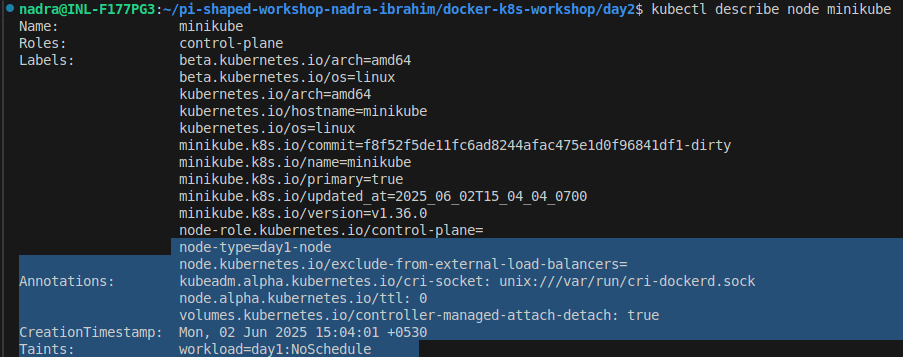 nadra@INL-F177PG3:~/pi-shaped-workshop-nadra-ibrahim/docker-k8s-workshop/day2$ kubectl describe node minikube
Name:               minikube
Roles:              control-plane
Labels:             beta.kubernetes.io/arch=amd64
                    beta.kubernetes.io/os=linux
                    kubernetes.io/arch=amd64
                    kubernetes.io/hostname=minikube
                    kubernetes.io/os=linux
                    minikube.k8s.io/commit=f8f52f5de11fc6ad8244afac475e1d0f96841df1-dirty
                    minikube.k8s.io/name=minikube
                    minikube.k8s.io/primary=true
                    minikube.k8s.io/updated_at=2025_06_02T15_04_04_0700
                    minikube.k8s.io/version=v1.36.0
                    node-role.kubernetes.io/control-plane=
                    node-type=day1-node
                    node.kubernetes.io/exclude-from-external-load-balancers=
Annotations:        kubeadm.alpha.kubernetes.io/cri-socket: unix:///var/run/cri-dockerd.sock
                    node.alpha.kubernetes.io/ttl: 0
                    volumes.kubernetes.io/controller-managed-attach-detach: true
CreationTimestamp:  Mon, 02 Jun 2025 15:04:01 +0530
Taints:             workload=day1:NoSchedule